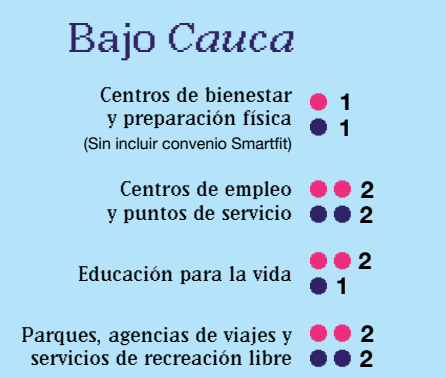 Bajo Cauca
Centros de bienestar
y preparación física
(Sin incluir convenio Smartfit)
1
1
Centros de empleo
y puntos de servicio
2
2
Educación para la vida
2
1
Parques, agencias de viajes y
servicios de recreación libre
2
2